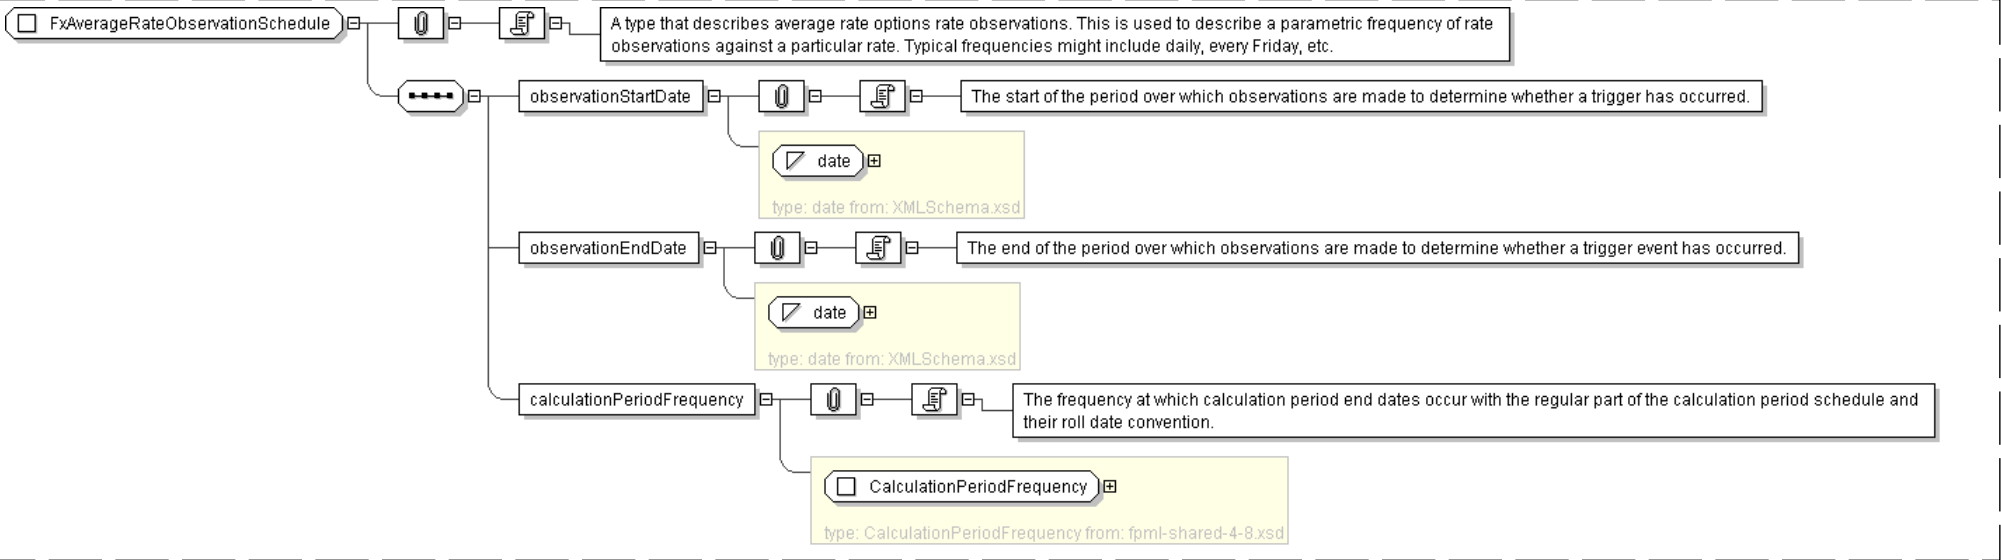 FxAverageRateObservationSchedule
A type that describes average rate options rate observations. This is used to describe a parametric frequency of rate
observations against a particular rate. Typical frequencies might include daily, every Friday, etc.
observationStartDate
The start of the period over which observations are made to determine whether a trigger has occurred.
date
type: date from: XMLSchema.xsd
observationEndDate
The end of the period over which observations are made to determine whether a trigger event has occurred.
date
type: date from: XMLSchema.xsd
calculationPeriodFrequency
The frequency at which calculation period end dates occur with the regular part of the calculation period schedule and
their roll date convention.
CalculationPeriodFrequency
type: CalculationPeriodFrequency from: fpml-shared-4-8.xsd